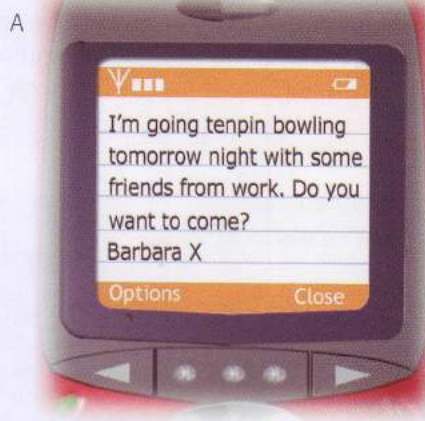 A
I'm going tenpin bowling
tomorrow night with some
friends from work. Do you
want to come?
Barbara X
Options
Close